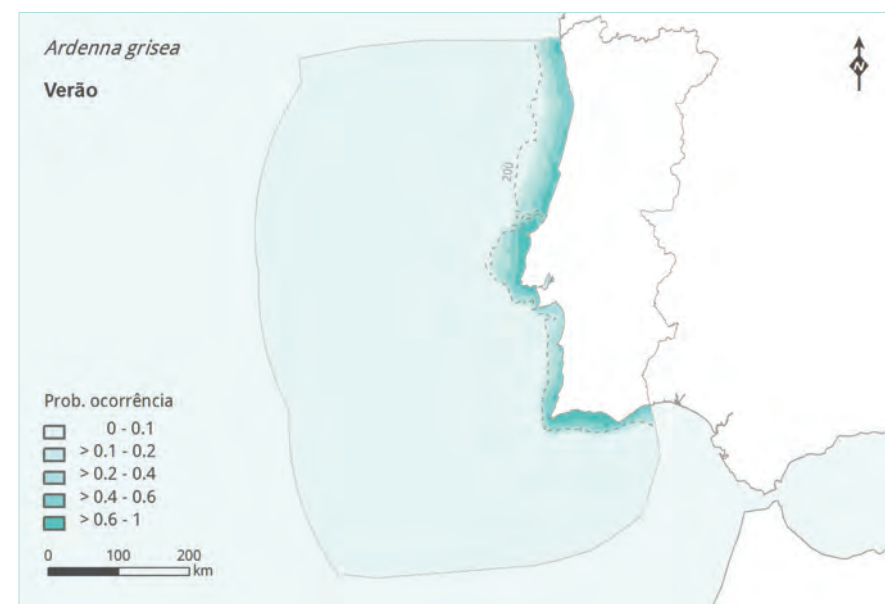 Ardenna grisea
Verão
N
200
Prob. ocorrência
0 - 0.1
> 0.1 - 0.2
> 0.2 - 0.4
> 0.4 - 0.6
> 0.6 - 1
0 100 200
km